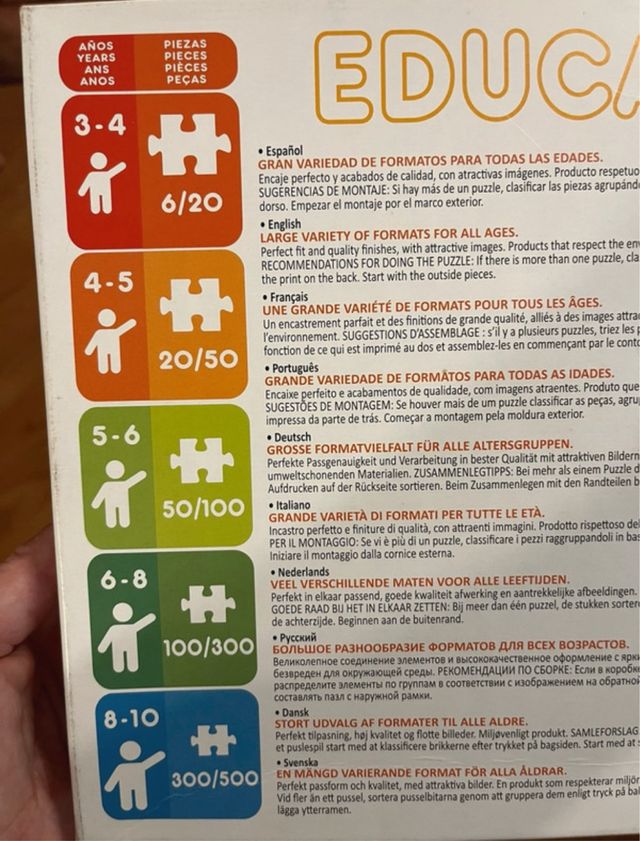 AÑOS
YEARS
ANS
ANOS
PIEZAS
PIECES
PIÈCES
PEÇAS
3-4
6/20
4-5
20/50
5-6
50/100
6-8
100/300
8-10
300/500
EDUCA
• Español
GRAN VARIEDAD DE FORMATOS PARA TODAS LAS EDADES.
Encaje perfecto y acabados de calidad, con atractivas imágenes. Producto respetuo
SUGERENCIAS DE MONTAJE: Si hay más de un puzzle, clasificar las piezas agrupánd
dorso. Empezar el montaje por el marco exterior.
• English
LARGE VARIETY OF FORMATS FOR ALL AGES.
Perfect fit and quality finishes, with attractive images. Products that respect the en
RECOMMENDATIONS FOR DOING THE PUZZLE: If there is more than one puzzle, cla
the print on the back. Start with the outside pieces.
• Français
UNE GRANDE VARIÉTÉ DE FORMATS POUR TOUS LES ÂGES.
Un encastrement parfait et des finitions de grande qualité, alliés à des images attra
l'environnement. SUGGESTIONS D'ASSEMBLAGE : s'il y a plusieurs puzzles, triez les p
fonction de ce qui est imprimé au dos et assemblez-les en commençant par le conto
• Português
GRANDE VARIEDADE DE FORMÂTOS PARA TODAS AS IDADES.
Encaixe perfeito e acabamentos de qualidade, com imagens atraentes. Produto que
SUGESTÕES DE MONTAGEM: Se houver mais de um puzzle classificar as peças, agru
impressa da parte de trás. Começar a montagem pela moldura exterior.
• Deutsch
GROSSE FORMATVIELFALT FÜR ALLE ALTERSGRUPPEN.
Perfekte Passgenauigkeit und Verarbeitung in bester Qualität mit attraktiven Bildern
umweltschonenden Materialien. ZUSAMMENLEGTIPPS: Bei mehr als einem Puzzle d
Aufdrucken auf der Rückseite sortieren. Beim Zusammenlegen mit den Randteilen b
• Italiano
GRANDE VARIETÀ DI FORMATI PER TUTTE LE ETÀ.
Incastro perfetto e finiture di qualità, con attraenti immagini. Prodotto rispettoso del
PER IL MONTAGGIO: Se vi è più di un puzzle, classificare i pezzi raggruppandoli in bas
Iniziare il montaggio dalla cornice esterna.
• Nederlands
VEEL VERSCHILLENDE MATEN VOOR ALLE LEEFTIJDEN.
Perfekt in elkaar passend, goede kwaliteit afwerking en aantrekkelijke afbeeldingen.
GOEDE RAAD BIJ HET IN ELKAAR ZETTEN: Bij meer dan één puzzel, de stukken sorter
de achterzijde. Beginnen aan de buitenrand.
• Русский
БОЛЬШОЕ РАЗНООБРАЗИЕ ФОРМАТОВ ДЛЯ ВСЕХ ВОЗРАСТОВ.
Великолепное соединение элементов и высококачественное оформление с ярки
безвреден для окружающей среды. РЕКОМЕНДАЦИИ ПО СБОРКЕ: Если в коробке
распределите элементы по группам в соответствии с изображением на обратной
составлять пазл с наружной рамки.
• Dansk
STORT UDVALG AF FORMATER TIL ALLE ALDRE.
Perfekt tilpasning, høj kvalitet og flotte billeder. Miljøvenligt produkt. SAMLEFORSLAG
et puslespil start med at klassificere brikkerne efter trykket på bagsiden. Start med at s
• Svenska
EN MÄNGD VARIERANDE FORMAT FÖR ALLA ÅLDRAR.
Perfekt passform och kvalitet, med attraktiva bilder. En produkt som respekterar miljör
Vid fler än ett pussel, sortera pusselbitarna genom att gruppera dem enligt tryck på bak
lägga ytterramen.